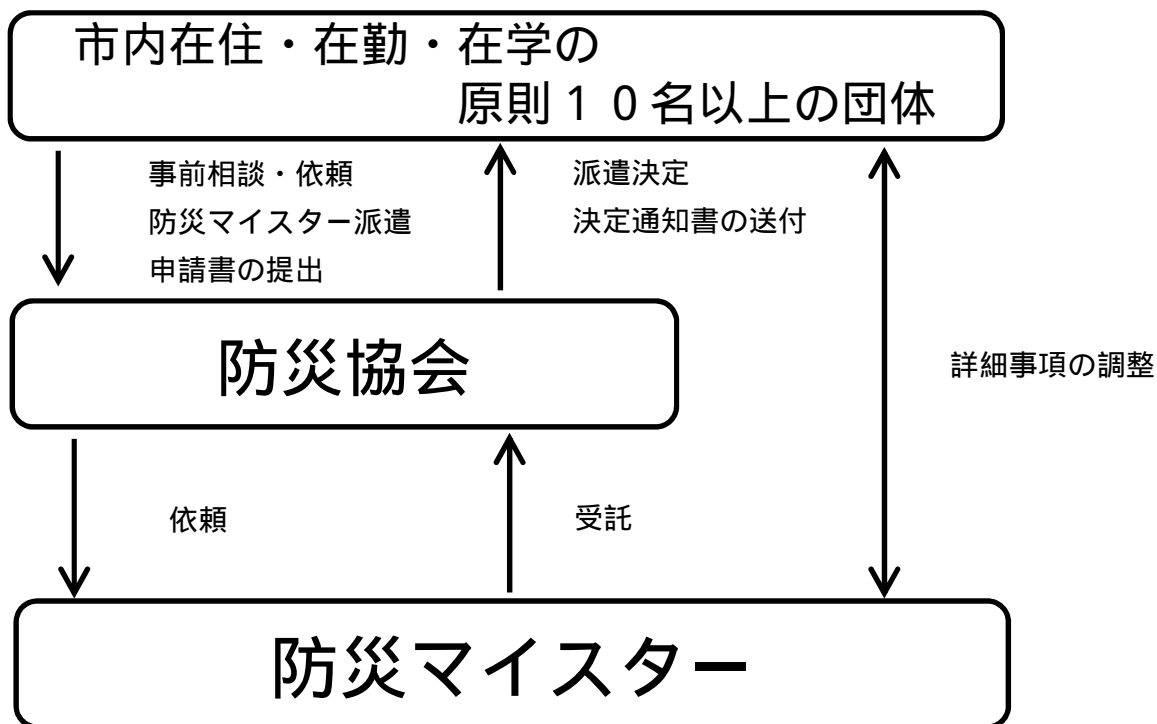 市内在住・在勤・在学の
原則１０名以上の団体
事前相談・依頼
防災マイスター派遣
申請書の提出
派遣決定
決定通知書の送付
防災協会
詳細事項の調整
依頼
受託
防災マイスター